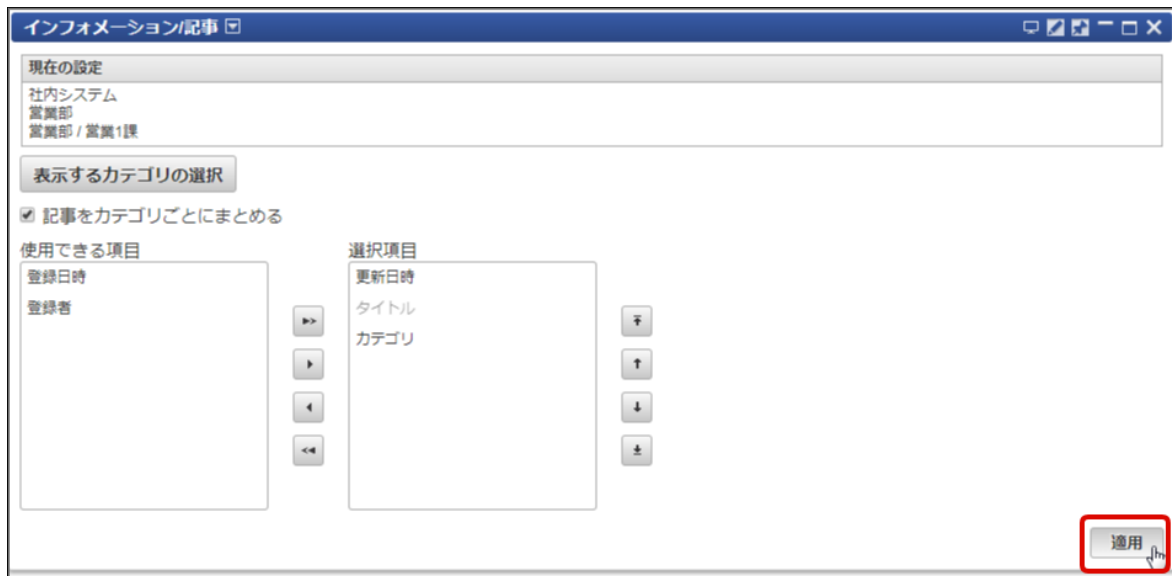 インフォメーション/記事
現在の設定
社内システム
営業部
営業部 / 営業1課
表示するカテゴリの選択
記事をカテゴリごとにまとめる
使用できる項目
登録日時
登録者
選択項目
更新日時
タイトル
カテゴリ
適用